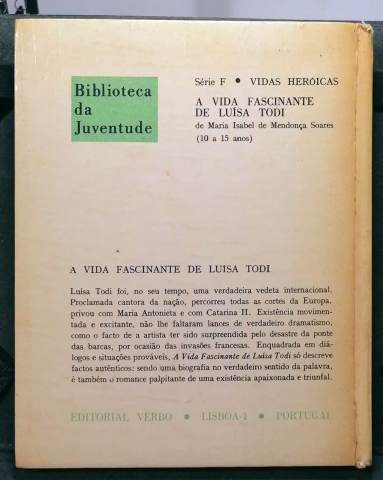 Biblioteca
da
Juventude
Série F • VIDAS HERÓICAS
A VIDA FASCINANTE
DE LUÍSA TODI
de Maria Isabel de Mendonça Soares
(10 a 15 anos)
A VIDA FASCINANTE DE LUISA TODI
Luísa Todi foi, no seu tempo, uma verdadeira vedeta internacional.
Proclamada cantora da nação, percorreu todas as cortes da Europa,
privou com Maria Antonieta e com Catarina II. Existência movimen-
tada e excitante, não lhe faltaram lances de verdadeiro dramatismo,
como o facto de a artista ter sido surpreendida pelo desastre da ponte
das barcas, por ocasião das invasões francesas. Enquadrada em diá-
logos e situações prováveis, A Vida Fascinante de Luísa Todi só descreve
factos autênticos: sendo uma biografia no verdadeiro sentido da palavra,
é também o romance palpitante de uma existência apaixonada e triunfal.
EDITORIAL VERBO • LISBOA-1 • PORTUGAL